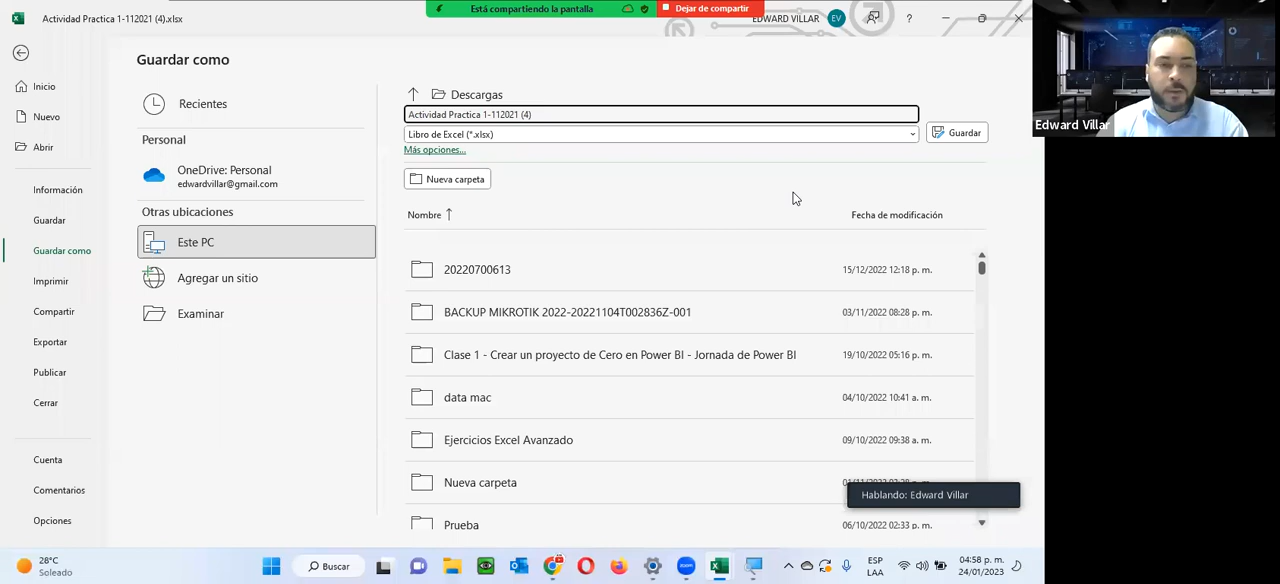 Actividad Practica 1-112021 (4).xlsx
Está compartiendo la pantalla
Dejar de compartir
EDWARD VILLAR
EV
?
Guardar como
Inicio
Nuevo
Abrir
Información
Guardar
Guardar como
Imprimir
Compartir
Exportar
Publicar
Cerrar
Cuenta
Comentarios
Opciones
Recientes
Personal
OneDrive: Personal
edwardvillar@gmail.com
Otras ubicaciones
Este PC
Agregar un sitio
Examinar
Descargas
Actividad Practica 1-112021 (4)
Libro de Excel (*.xlsx)
Guardar
Más opciones...
Nueva carpeta
Nombre
Fecha de modificación
20220700613
15/12/2022 12:18 p. m.
BACKUP MIKROTIK 2022-20221104T002836Z-001
03/11/2022 08:28 p. m.
Clase 1 - Crear un proyecto de Cero en Power BI - Jornada de Power BI
19/10/2022 05:16 p. m.
data mac
04/10/2022 10:41 a. m.
Ejercicios Excel Avanzado
09/10/2022 09:38 a. m.
Nueva carpeta
Prueba
06/10/2022 02:33 p. m.
Hablando: Edward Villar
Edward Villar
28°C
Soleado
Buscar
zoom
ESP
LAA
04:58 p. m.
24/01/2023